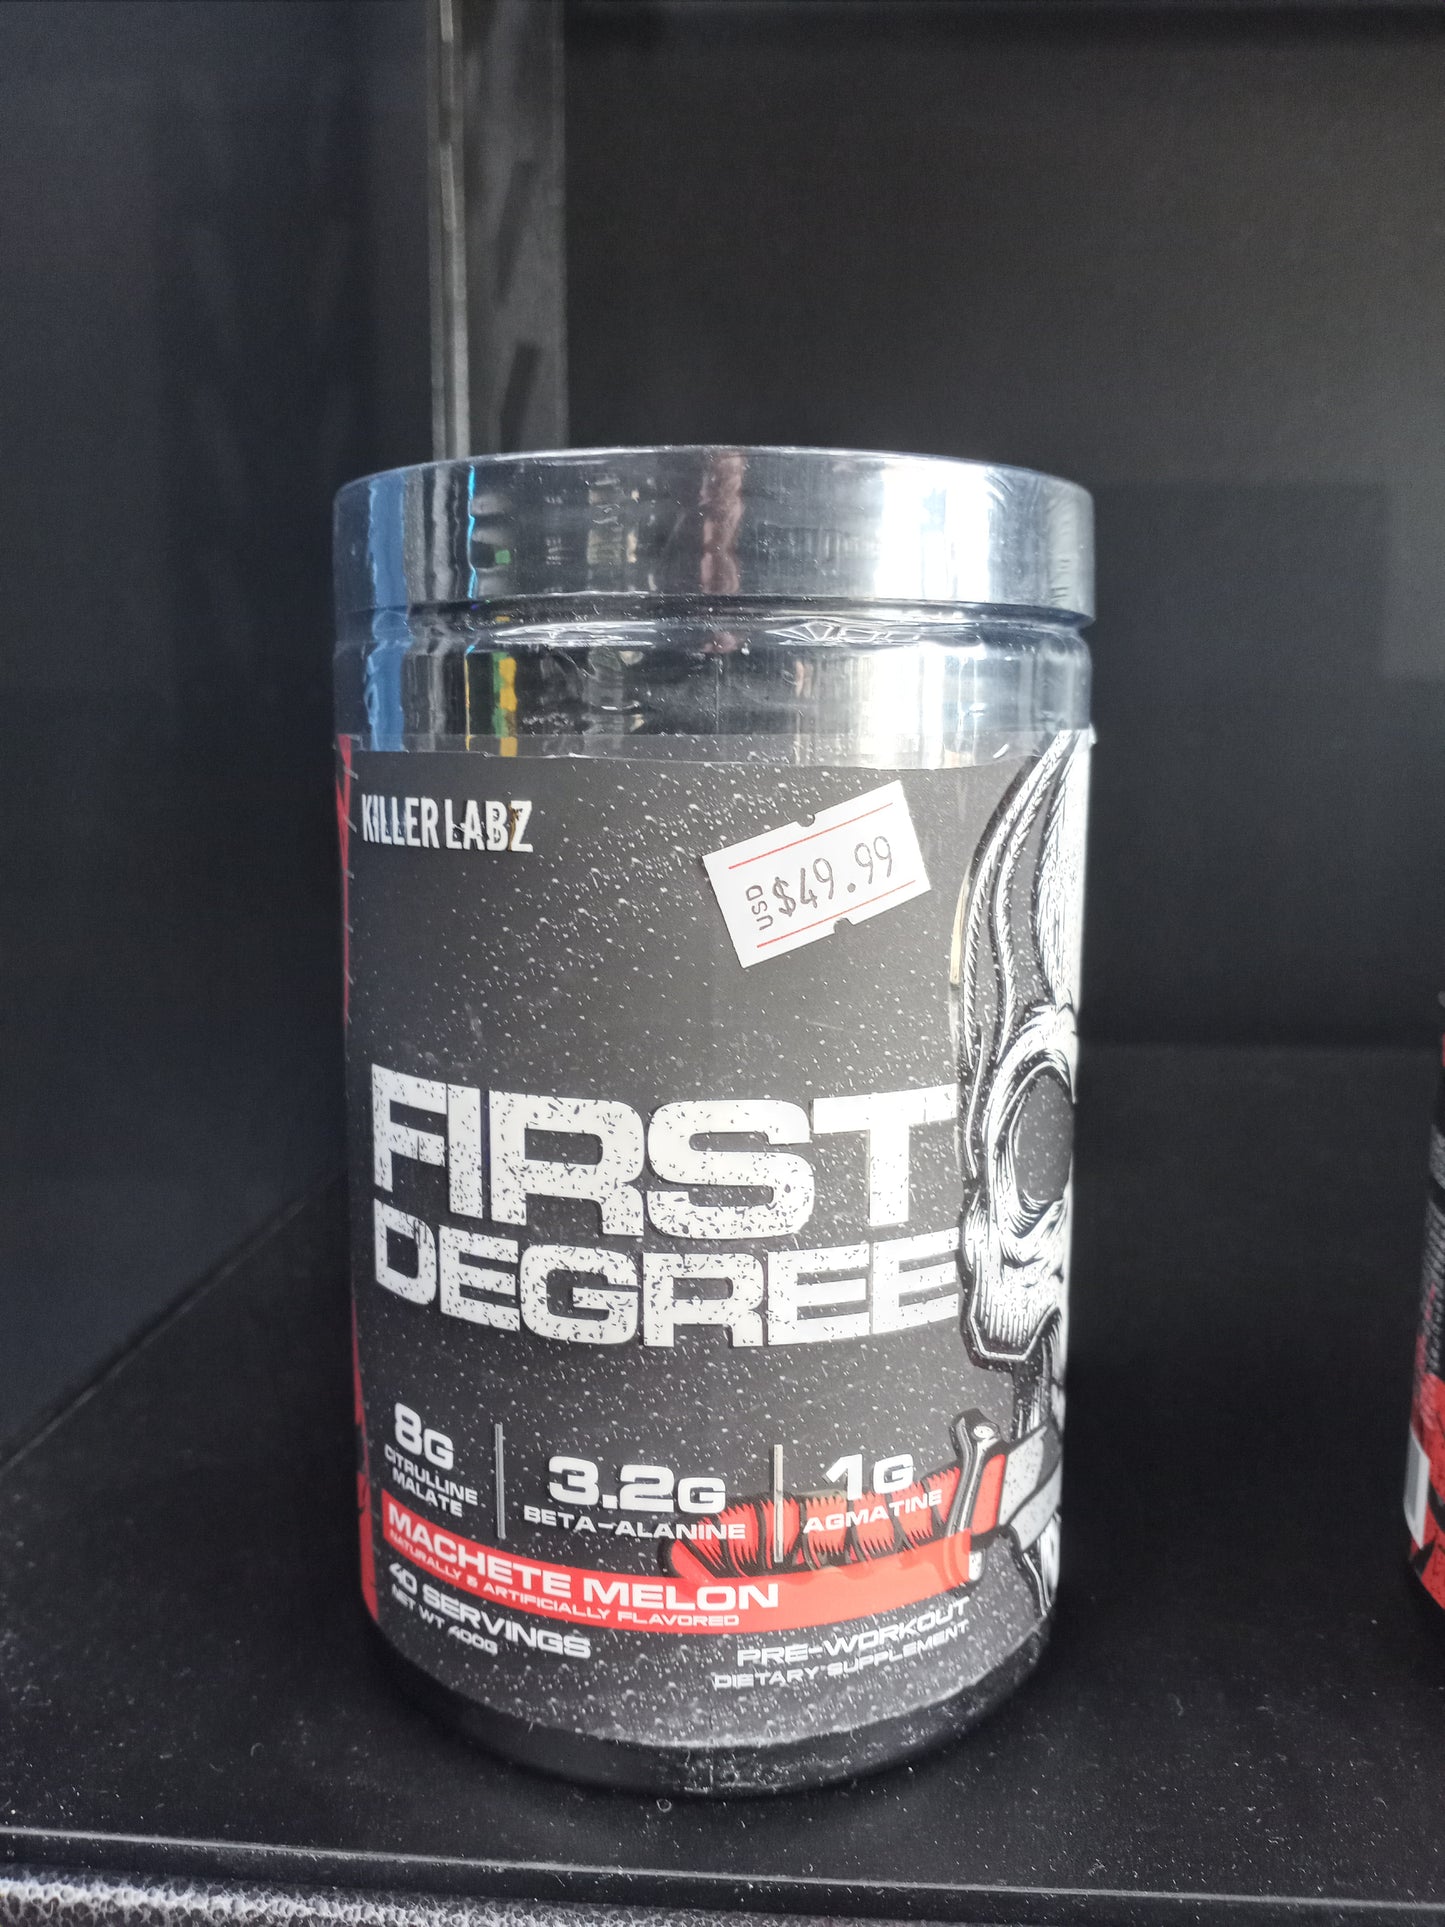 KILLER LABZ
USD $49.99
FIRST
DEGREE
8G
CITRULLINE
MALATE
3.2G
BETA-ALANINE
1G
AGMATINE
MACHETE MELON
NATURALLY & ARTIFICIALLY FLAVORED
40 SERVINGS
NET WT 400G
PRE-WORKOUT
DIETARY SUPPLEMENT